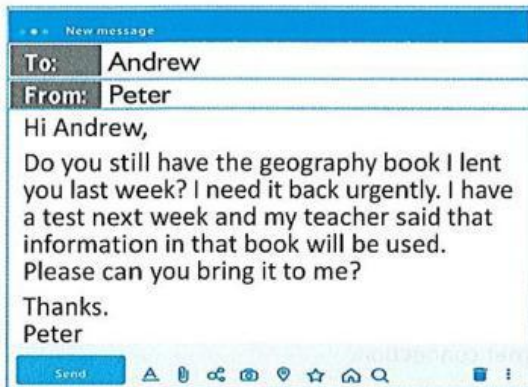 New message
To: Andrew
From: Peter
Hi Andrew,
Do you still have the geography book I lent
you last week? I need it back urgently. I have
a test next week and my teacher said that
information in that book will be used.
Please can you bring it to me?
Thanks.
Peter
Send